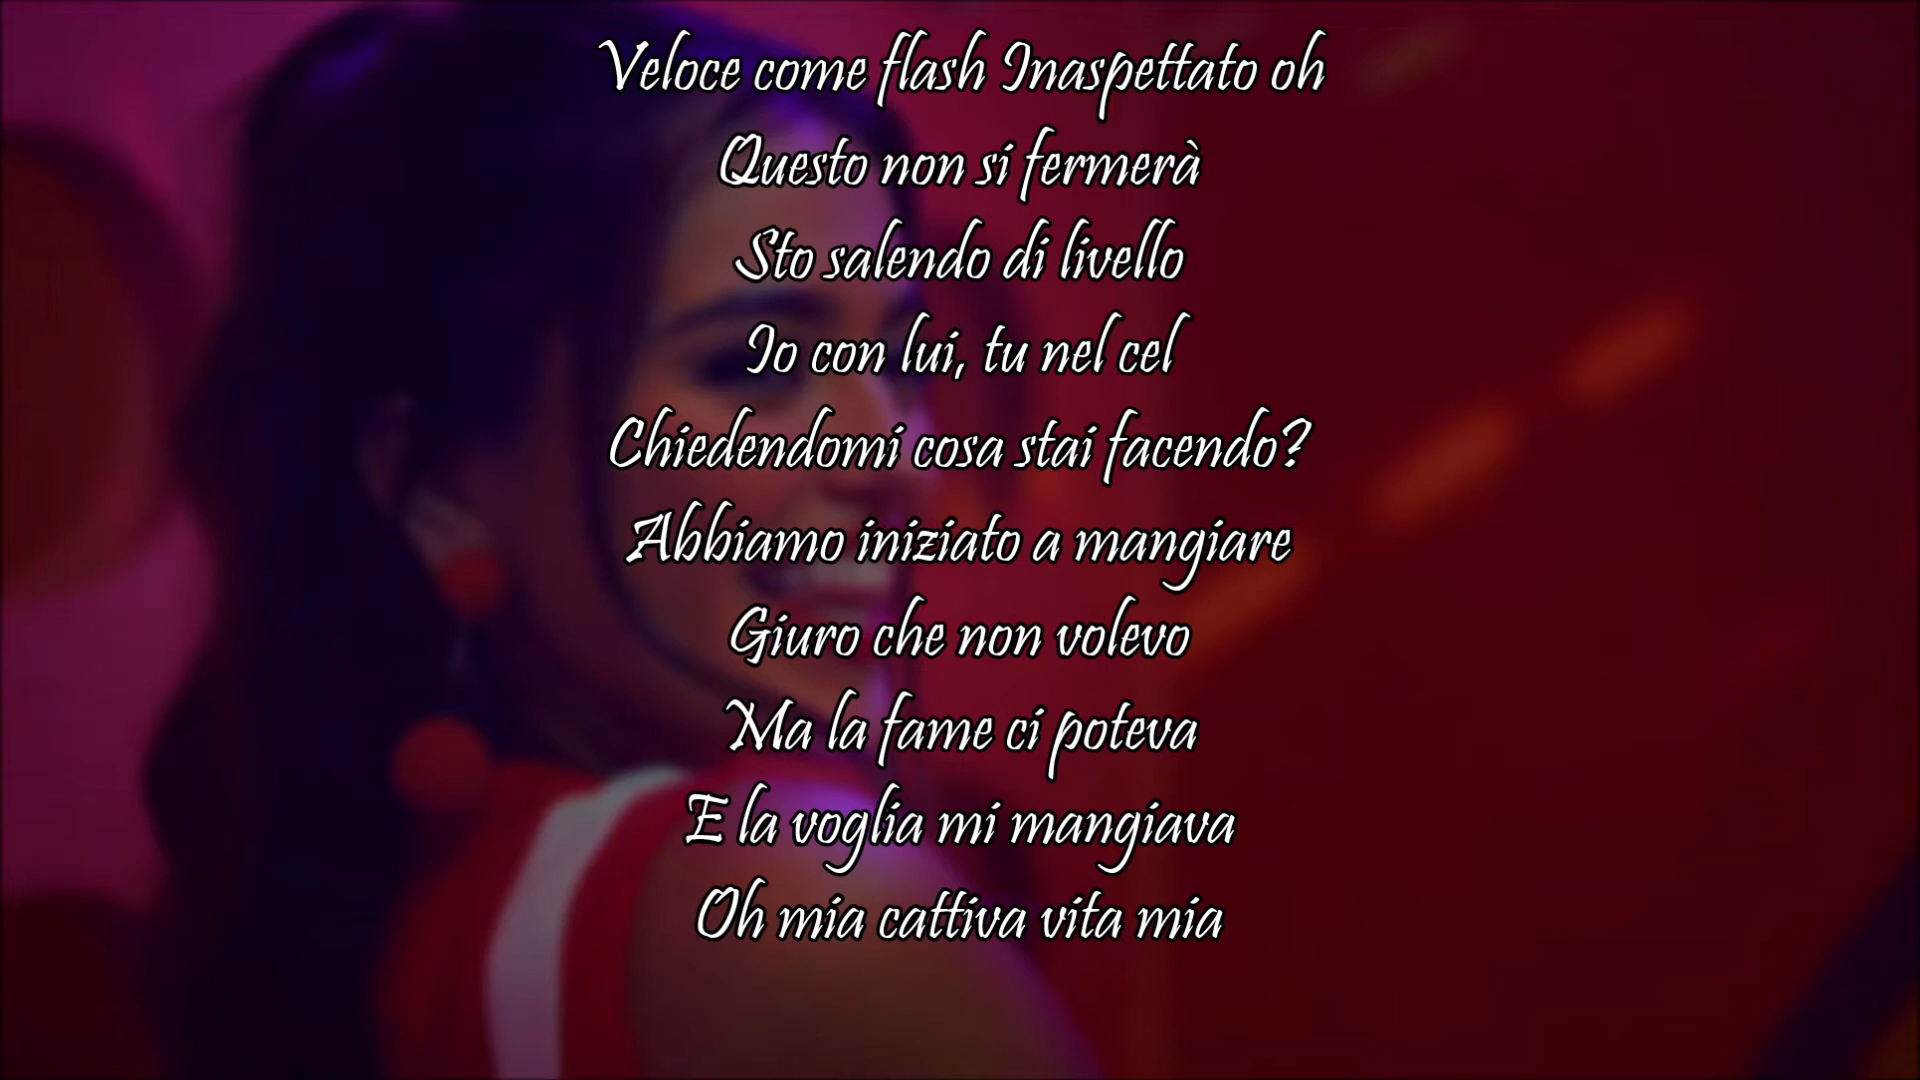 Veloce come flash Inaspettato oh
Questo non si fermerà
Sto salendo di livello
Io con lui, tu nel cel
Chiedendomi cosa stai facendo?
Abbiamo iniziato a mangiare
Giuro che non volevo
Ma la fame ci poteva
E la voglia mi mangiava
Oh mia cattiva vita mia